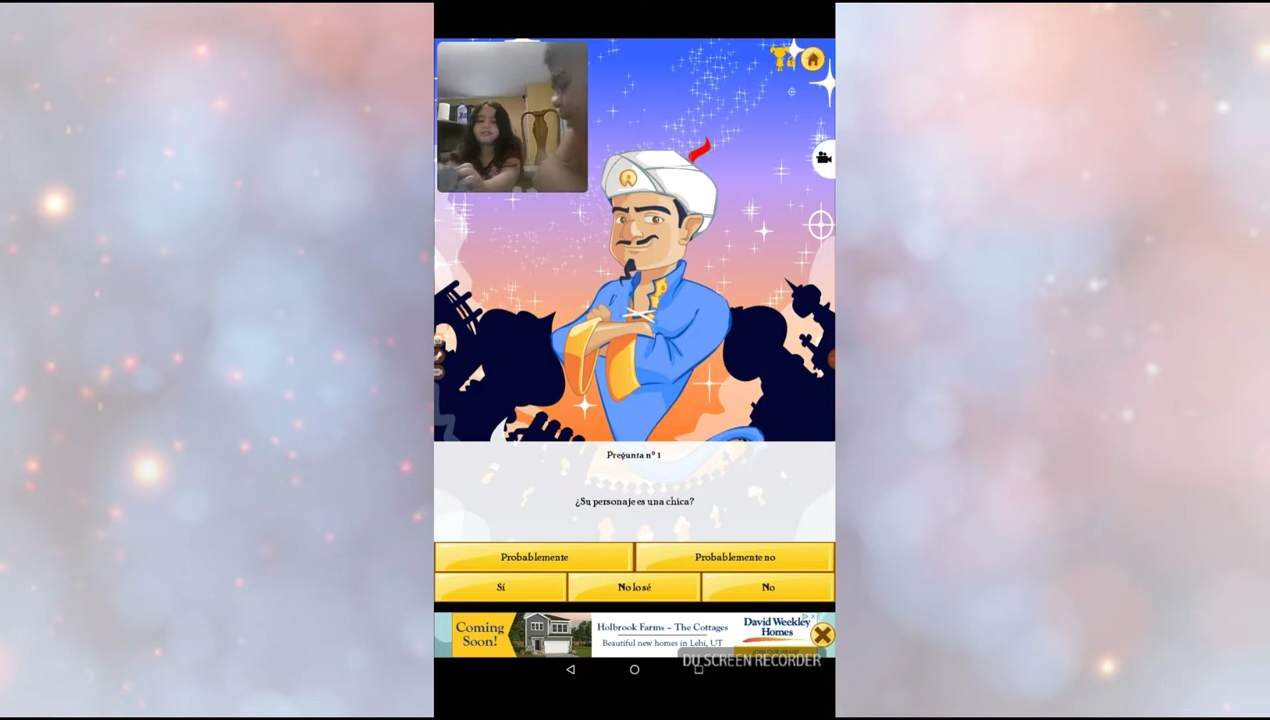 Pregunta nº 1
¿Su personaje es una chica?
Probablemente
Probablemente no
Sí
No lo sé
No
Coming
Soon!
Holbrook Farms – The Cottages
Beautiful new homes in Lehi, UT
David Weekley
Homes
DU SCREEN RECORDER